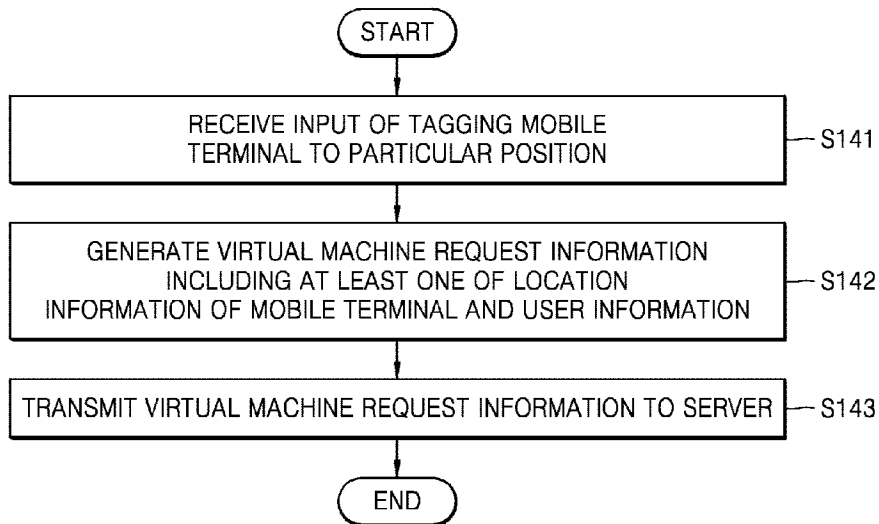 START
RECEIVE INPUT OF TAGGING MOBILE
TERMINAL TO PARTICULAR POSITION
S141
GENERATE VIRTUAL MACHINE REQUEST INFORMATION
INCLUDING AT LEAST ONE OF LOCATION
INFORMATION OF MOBILE TERMINAL AND USER INFORMATION
S142
TRANSMIT VIRTUAL MACHINE REQUEST INFORMATION TO SERVER
S143
END